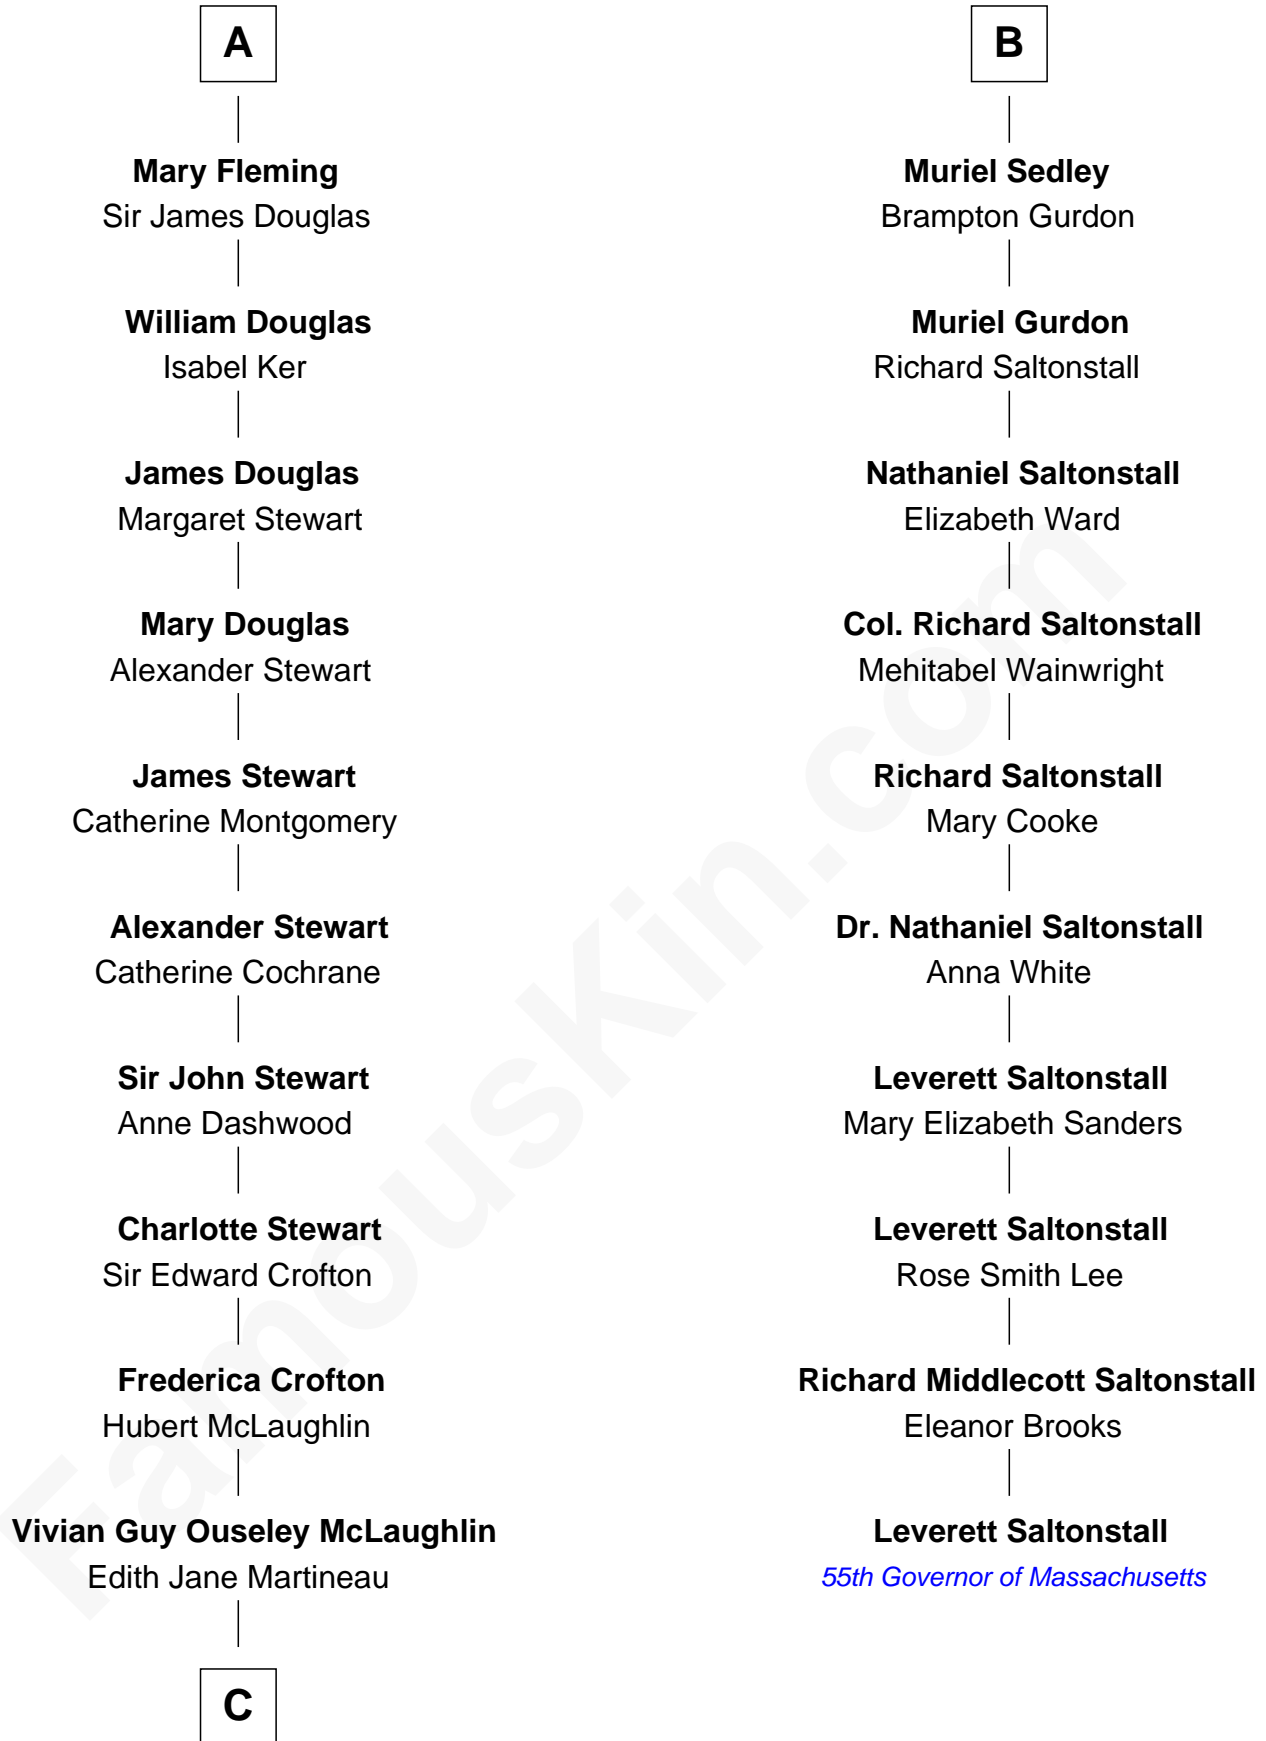 A
Mary Fleming
Sir James Douglas
William Douglas
Isabel Ker
James Douglas
Margaret Stewart
Mary Douglas
Alexander Stewart
James Stewart
Catherine Montgomery
Alexander Stewart
Catherine Cochrane
Sir John Stewart
Anne Dashwood
Charlotte Stewart
Sir Edward Crofton
Frederica Crofton
Hubert McLaughlin
Vivian Guy Ouseley McLaughlin
Edith Jane Martineau
C
B
Muriel Sedley
Brampton Gurdon
Muriel Gurdon
Richard Saltonstall
Nathaniel Saltonstall
Elizabeth Ward
Col. Richard Saltonstall
Mehitabel Wainwright
Richard Saltonstall
Mary Cooke
Dr. Nathaniel Saltonstall
Anna White
Leverett Saltonstall
Mary Elizabeth Sanders
Leverett Saltonstall
Rose Smith Lee
Richard Middlecott Saltonstall
Eleanor Brooks
Leverett Saltonstall
55th Governor of Massachusetts
FamousKin.com